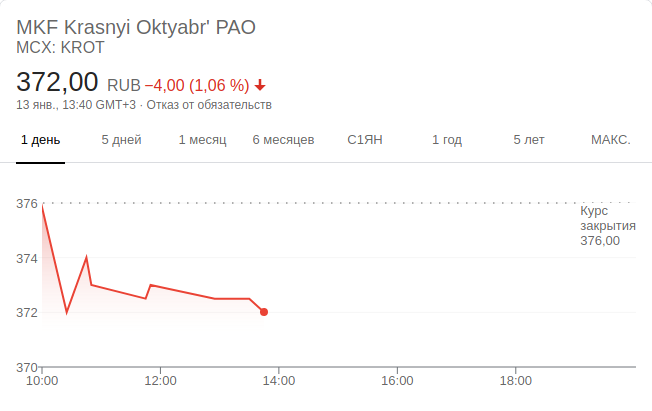 MKF Krasnyi Oktyabr' PAO
MCX: KROT
372,00 RUB −4,00 (1,06 %)
13 янв., 13:40 GMT+3 · Отказ от обязательств
1 день 5 дней 1 месяц 6 месяцев С1ЯН 1 год 5 лет МАКС.
376
Курс
закрытия
376,00
374
372
370
10:00 12:00 14:00 16:00 18:00